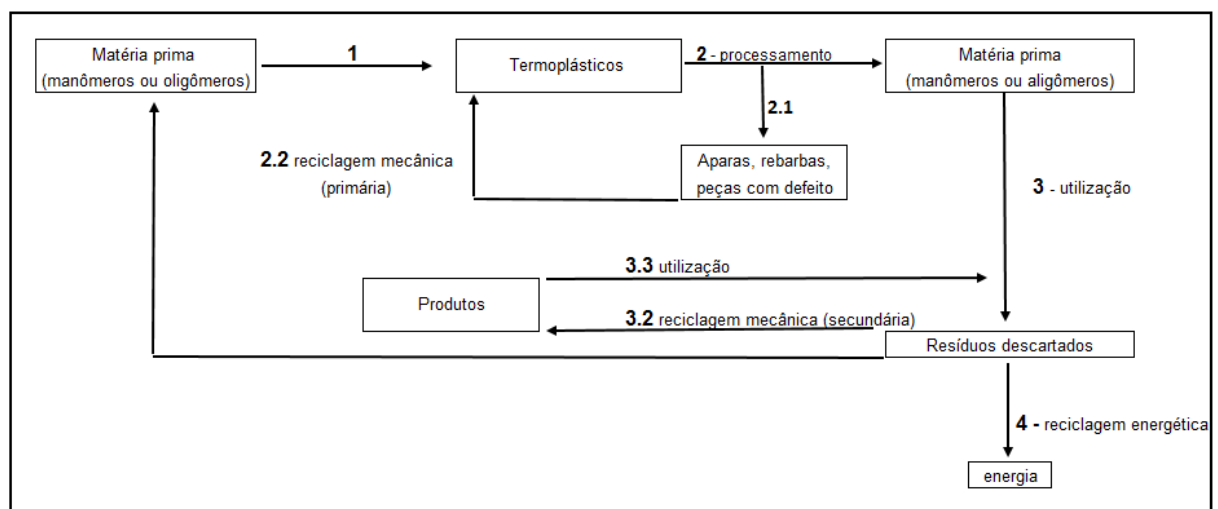 Matéria prima
(manômeros ou oligômeros)
1
Termoplásticos
2 - processamento
Matéria prima
(manômeros ou aligômeros)
2.1
2.2 reciclagem mecânica
(primária)
Aparas, rebarbas,
peças com defeito
3 - utilização
3.3 utilização
Produtos
3.2 reciclagem mecânica (secundária)
Resíduos descartados
4 - reciclagem energética
energia